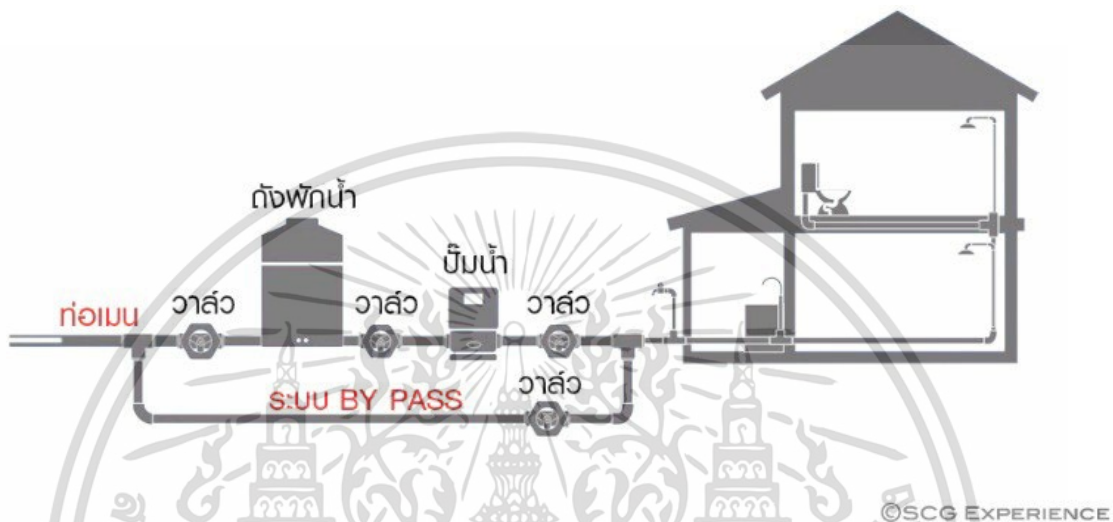 ถังพักน้ำ
ปั๊มน้ำ
ท่อเมน
วาล์ว
วาล์ว
วาล์ว
ระบบ BY PASS
วาล์ว
©SCG EXPERIENCE